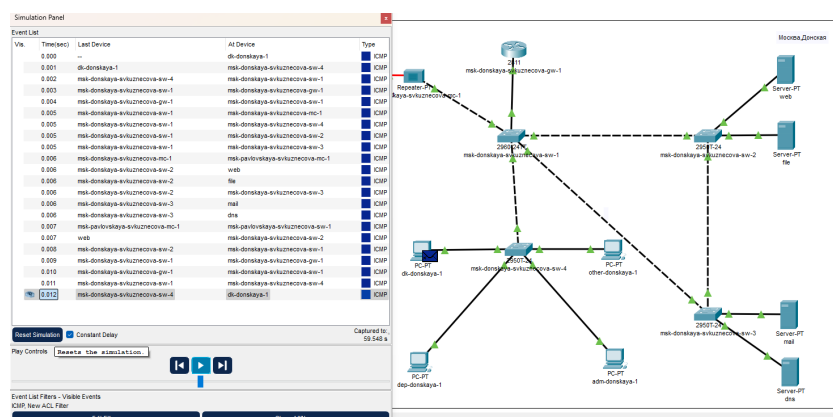 Simulation Panel
x
Event List
Vis. Time(sec) Last Device At Device Type
0.000 -- dk-donskaya-1 ICMP
0.001 dk-donskaya-1 msk-donskaya-svkuznecova-sw-4 ICMP
0.002 msk-donskaya-svkuznecova-sw-4 msk-donskaya-svkuznecova-sw-1 ICMP
0.003 msk-donskaya-svkuznecova-sw-1 msk-donskaya-svkuznecova-gw-1 ICMP
0.004 msk-donskaya-svkuznecova-gw-1 msk-donskaya-svkuznecova-sw-1 ICMP
0.005 msk-donskaya-svkuznecova-sw-1 msk-donskaya-svkuznecova-mc-1 ICMP
0.005 msk-donskaya-svkuznecova-sw-1 msk-donskaya-svkuznecova-sw-4 ICMP
0.005 msk-donskaya-svkuznecova-sw-1 msk-donskaya-svkuznecova-sw-2 ICMP
0.005 msk-donskaya-svkuznecova-sw-1 msk-donskaya-svkuznecova-sw-3 ICMP
0.006 msk-donskaya-svkuznecova-mc-1 msk-pavlovskaya-svkuznecova-mc-1 ICMP
0.006 msk-donskaya-svkuznecova-sw-2 web ICMP
0.006 msk-donskaya-svkuznecova-sw-2 file ICMP
0.006 msk-donskaya-svkuznecova-sw-2 msk-donskaya-svkuznecova-sw-3 ICMP
0.006 msk-donskaya-svkuznecova-sw-3 mail ICMP
0.006 msk-donskaya-svkuznecova-sw-3 dns ICMP
0.007 msk-pavlovskaya-svkuznecova-mc-1 msk-pavlovskaya-svkuznecova-sw-1 ICMP
0.007 web msk-donskaya-svkuznecova-sw-2 ICMP
0.008 msk-donskaya-svkuznecova-sw-2 msk-donskaya-svkuznecova-sw-1 ICMP
0.009 msk-donskaya-svkuznecova-sw-1 msk-donskaya-svkuznecova-gw-1 ICMP
0.010 msk-donskaya-svkuznecova-gw-1 msk-donskaya-svkuznecova-sw-1 ICMP
0.011 msk-donskaya-svkuznecova-sw-1 msk-donskaya-svkuznecova-sw-4 ICMP
0.012 msk-donskaya-svkuznecova-sw-4 dk-donskaya-1 ICMP
Reset Simulation Constant Delay
Captured to:
59.548 s
Play Controls
Resets the simulation.
Event List Filters - Visible Events
ICMP, New ACL Filter
Москва,Донская
2811
msk-donskaya-svkuznecova-gw-1
Repeater-PT
kaya-svkuznecova-mc-1
msk-donskaya-svkuznecova-sw-1
2950T-24
msk-donskaya-svkuznecova-sw-2
Server-PT
web
Server-PT
file
PC-PT
dk-donskaya-1
2950T-24
msk-donskaya-svkuznecova-sw-4
PC-PT
other-donskaya-1
2950T-24
msk-donskaya-svkuznecova-sw-3
Server-PT
mail
PC-PT
dep-donskaya-1
PC-PT
adm-donskaya-1
Server-PT
dns